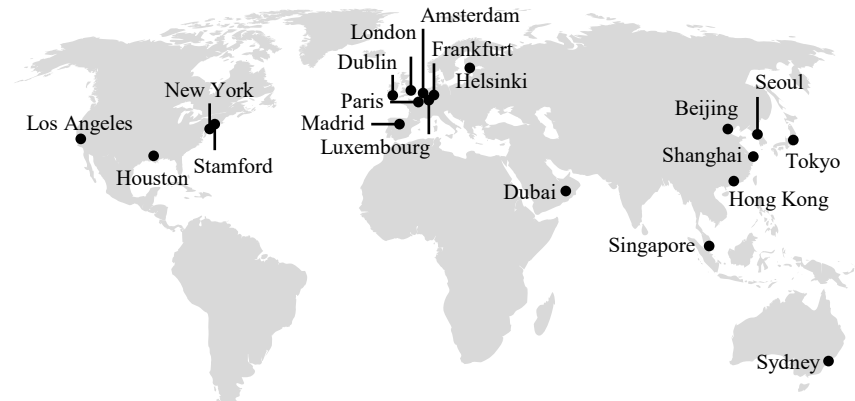 Amsterdam
London
Frankfurt
Dublin
Helsinki
Seoul
New York
Paris
Beijing
Los Angeles
Madrid
Luxembourg
Shanghai
Tokyo
Stamford
Houston
Dubai
Hong Kong
Singapore
Sydney